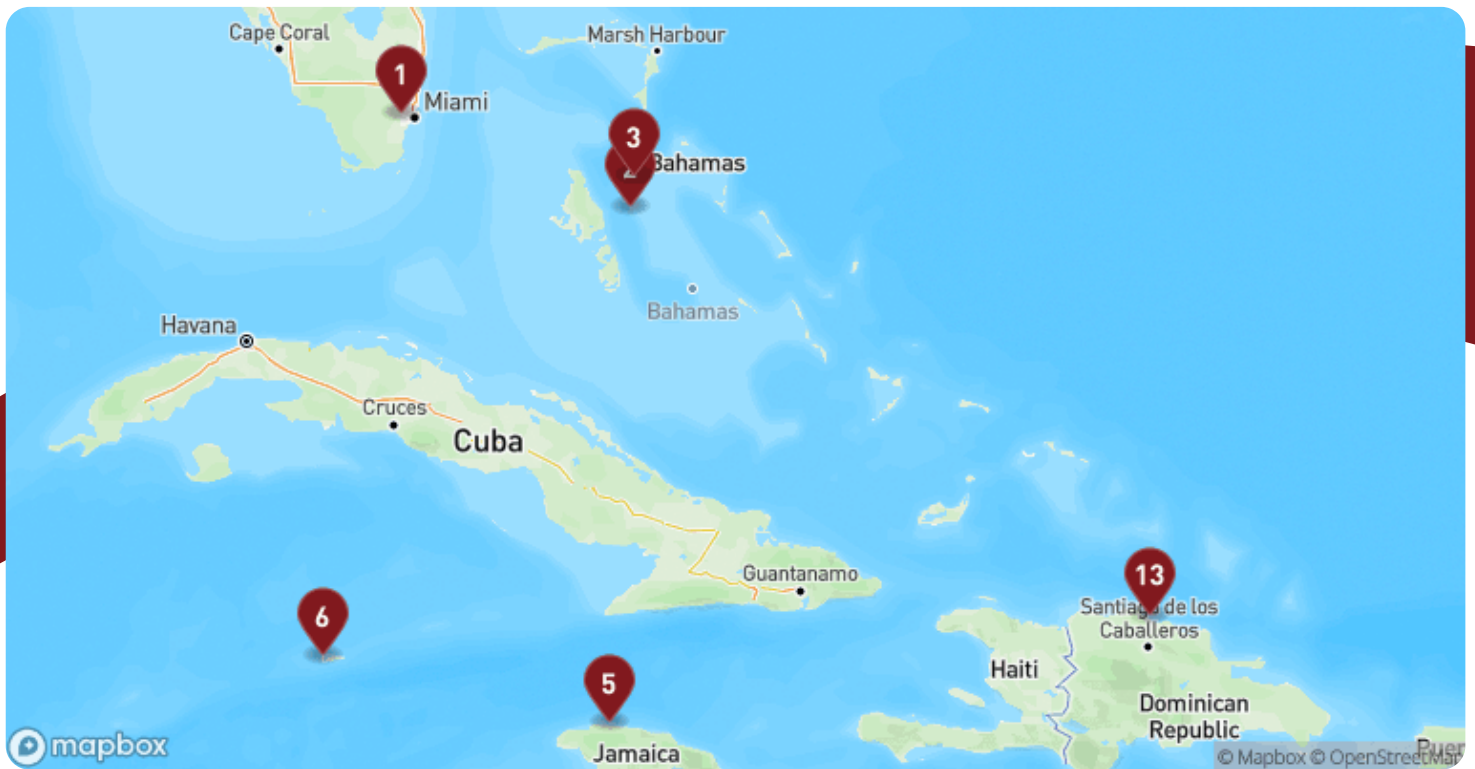 Cape Coral
Marsh Harbour
1
Miami
3
2
Bahamas
Bahamas
Havana
Cruces
Cuba
Guantanamo
13
6
Santiago de los
Caballeros
5
Haiti
Dominican
Republic
Jamaica
mapbox
© Mapbox © OpenStreetMap